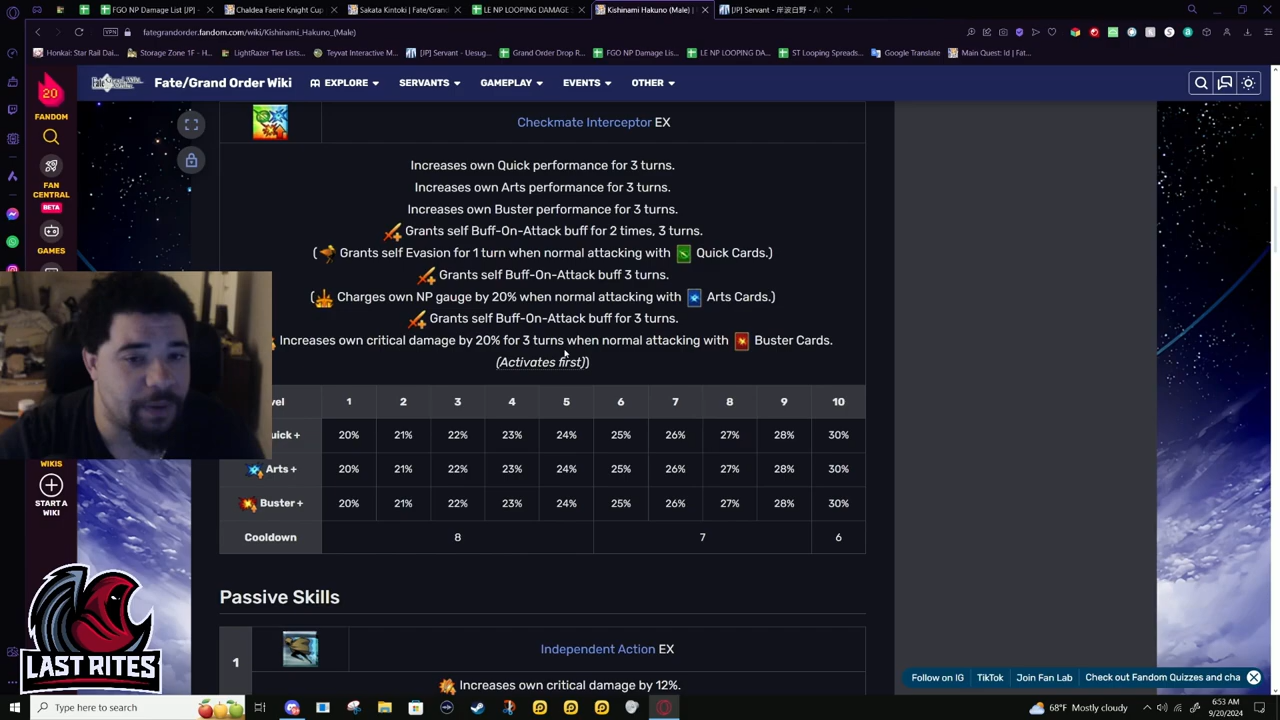 FGO NP Damage List [JP]
Chaldea Faerie Knight Cup
Sakata Kintoki | Fate/Grand
LE NP LOOPING DAMAGE
Kishinami Hakuno (Male) |
[JP] Servant - 岸波白野 - A
VPN
fategrandorder.fandom.com/wiki/Kishinami_Hakuno_(Male)
Honkai: Star Rail Dai...
Storage Zone 1F - H...
LightRazer Tier Lists...
Teyvat Interactive M...
[JP] Servant - Uesug...
Grand Order Drop R...
FGO NP Damage Lis...
LE NP LOOPING DA...
ST Looping Spreads...
Google Translate
Main Quest: Id | Fat...
20
FANDOM
FAN CENTRAL
BETA
GAMES
WIKIS
START A WIKI
Fate/Grand Order Wiki
EXPLORE
SERVANTS
GAMEPLAY
EVENTS
OTHER
Checkmate Interceptor EX
Increases own Quick performance for 3 turns.
Increases own Arts performance for 3 turns.
Increases own Buster performance for 3 turns.
Grants self Buff-On-Attack buff for 2 times, 3 turns.
( Grants self Evasion for 1 turn when normal attacking with Quick Cards.)
Grants self Buff-On-Attack buff 3 turns.
( Charges own NP gauge by 20% when normal attacking with Arts Cards.)
Grants self Buff-On-Attack buff for 3 turns.
Increases own critical damage by 20% for 3 turns when normal attacking with Buster Cards.
(Activates first))
1 2 3 4 5 6 7 8 9 10
+ 20% 21% 22% 23% 24% 25% 26% 27% 28% 30%
Arts + 20% 21% 22% 23% 24% 25% 26% 27% 28% 30%
Buster + 20% 21% 22% 23% 24% 25% 26% 27% 28% 30%
Cooldown 8 7 6
Passive Skills
1
Independent Action EX
Increases own critical damage by 12%.
LAST RITES
Follow on IG
TikTok
Join Fan Lab
Check out Fandom Quizzes and cha
Type here to search
68°F Mostly cloudy
6:53 AM
9/20/2024